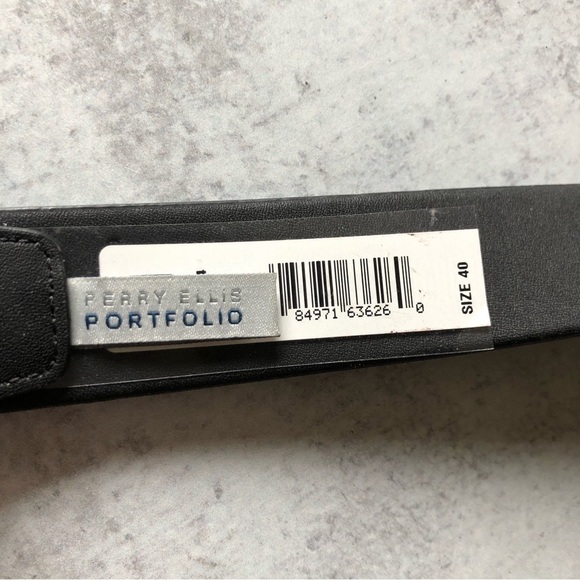 PERRY ELLIS
PORTFOLIO
84971 63626 0
SIZE 40